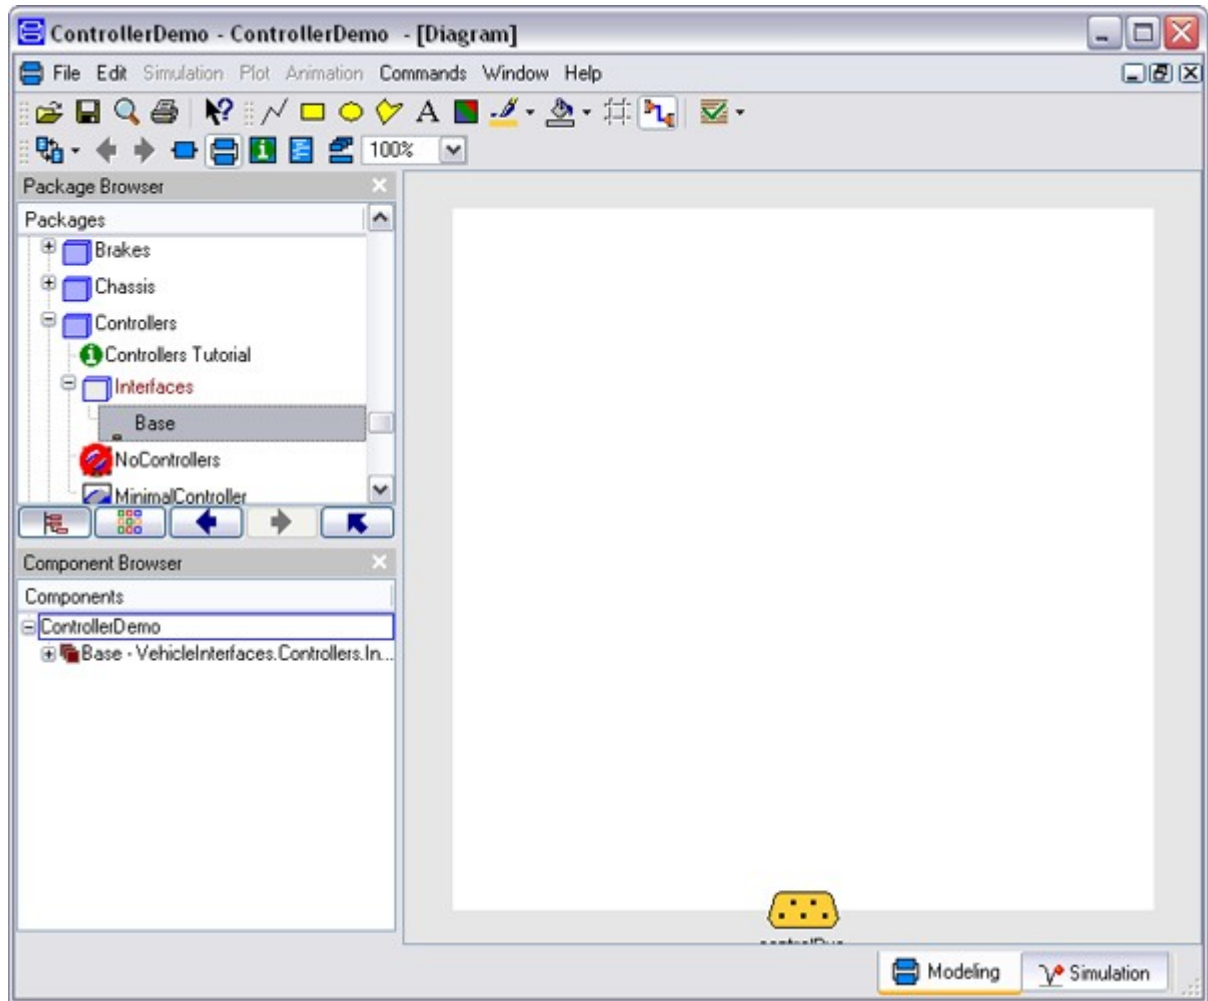 ControllerDemo - ControllerDemo - [Diagram]
File Edit Simulation Plot Animation Commands Window Help
A
100%
Package Browser
Packages
Brakes
Chassis
Controllers
Controllers Tutorial
Interfaces
Base
NoControllers
MinimalController
Component Browser
Components
ControllerDemo
Base - VehicleInterfaces.Controllers.In...
controlBus
Modeling Simulation